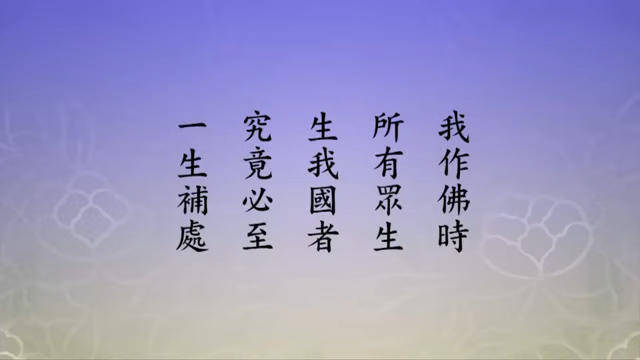 我作佛時
所有眾生
生我國者
究竟必至
一生補處